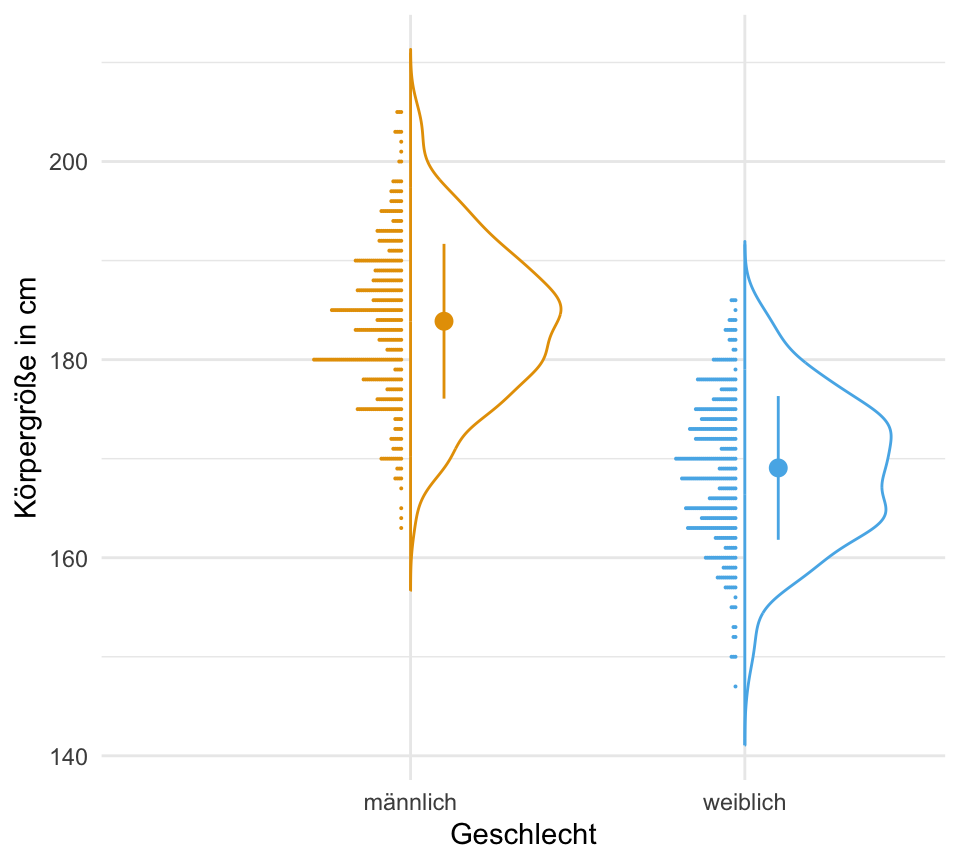 Körpergröße in cm
200
180
160
140
männlich
weiblich
Geschlecht